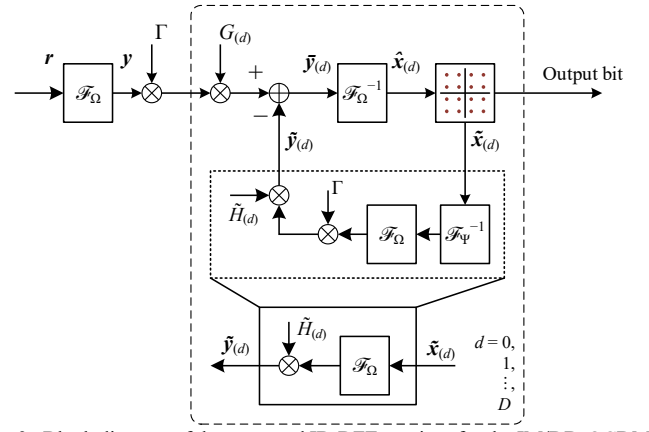 Γ
G(d)
r
y
ℱΩ
+
−
ȳ(d)
ℱΩ⁻¹
x̂(d)
Output bit
ỹ(d)
x̃(d)
H̃(d)
Γ
ℱΩ
ℱΨ⁻¹
ỹ(d)
H̃(d)
ℱΩ
x̃(d)
d = 0,
1,
⋮,
D